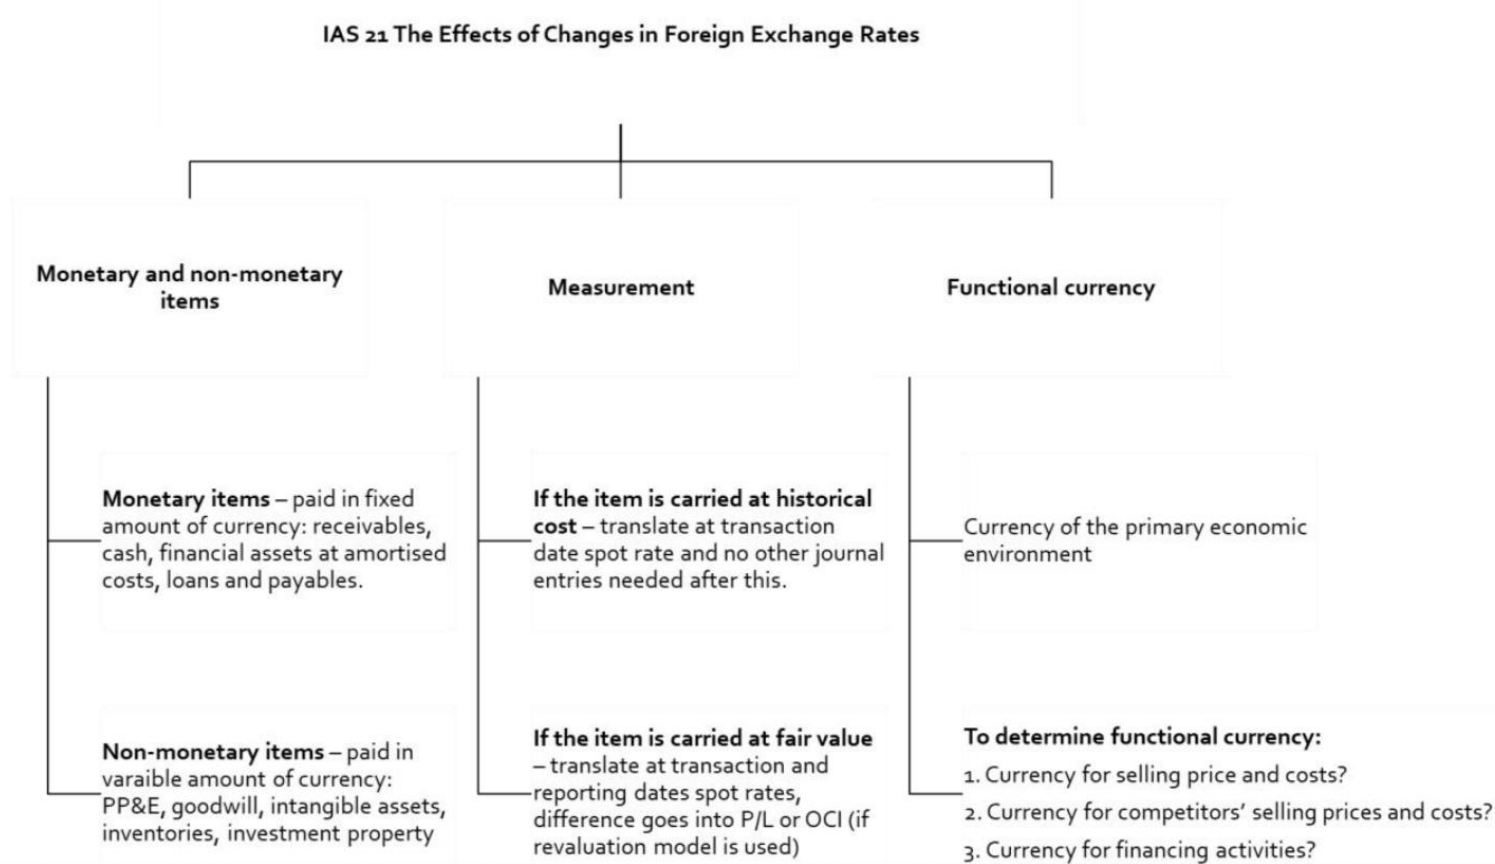 IAS 21 The Effects of Changes in Foreign Exchange Rates
Monetary and non-monetary
items
Monetary items – paid in fixed
amount of currency: receivables,
cash, financial assets at amortised
costs, loans and payables.
Non-monetary items – paid in
varaible amount of currency:
PP&E, goodwill, intangible assets,
inventories, investment property
Measurement
If the item is carried at historical
cost – translate at transaction
date spot rate and no other journal
entries needed after this.
If the item is carried at fair value
– translate at transaction and
reporting dates spot rates,
difference goes into P/L or OCI (if
revaluation model is used)
Functional currency
Currency of the primary economic
environment
To determine functional currency:
1. Currency for selling price and costs?
2. Currency for competitors’ selling prices and costs?
3. Currency for financing activities?